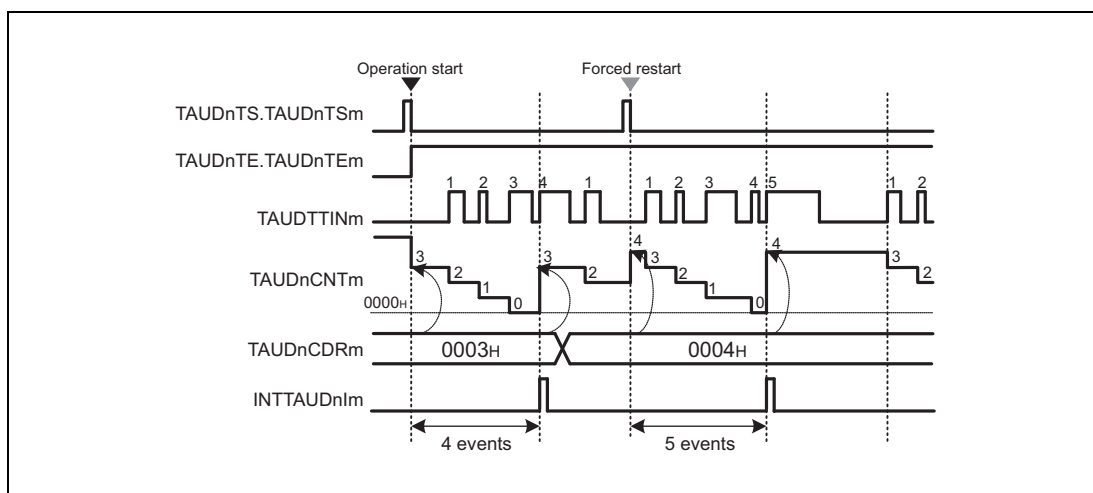 Operation start
Forced restart
TAUDnTS.TAUDnTSm
TAUDnTE.TAUDnTEm
1 2 3 4 1 1 2 3 4 5 1 2
TAUDTTINm
3 2 1 0 3 2 4 3 2 1 0 4 3 2
TAUDnCNTm
0000H
TAUDnCDRm
0003H
0004H
INTTAUDnIm
4 events
5 events